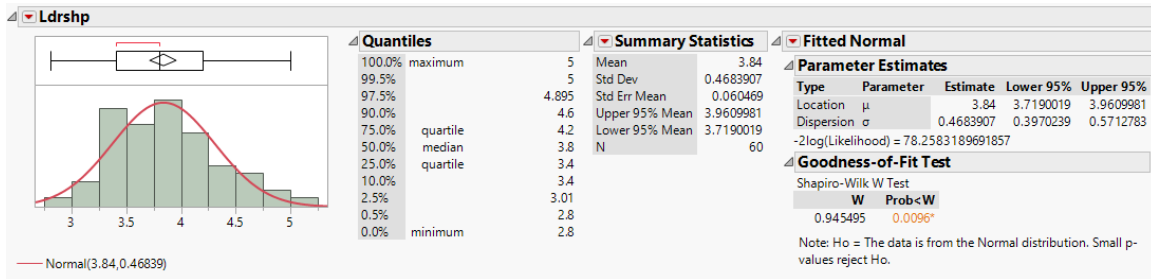 Ldrshp
3 3.5 4 4.5 5
Normal(3.84,0.46839)
Quantiles
100.0% maximum 5
99.5% 5
97.5% 4.895
90.0% 4.6
75.0% quartile 4.2
50.0% median 3.8
25.0% quartile 3.4
10.0% 3.4
2.5% 3.01
0.5% 2.8
0.0% minimum 2.8
Summary Statistics
Mean 3.84
Std Dev 0.4683907
Std Err Mean 0.060469
Upper 95% Mean 3.9609981
Lower 95% Mean 3.7190019
N 60
Fitted Normal
Parameter Estimates
Type Parameter Estimate Lower 95% Upper 95%
Location μ 3.84 3.7190019 3.9609981
Dispersion σ 0.4683907 0.3970239 0.5712783
-2log(Likelihood) = 78.2583189691857
Goodness-of-Fit Test
Shapiro-Wilk W Test
W Prob<W
0.945495 0.0096*
Note: Ho = The data is from the Normal distribution. Small p-
values reject Ho.